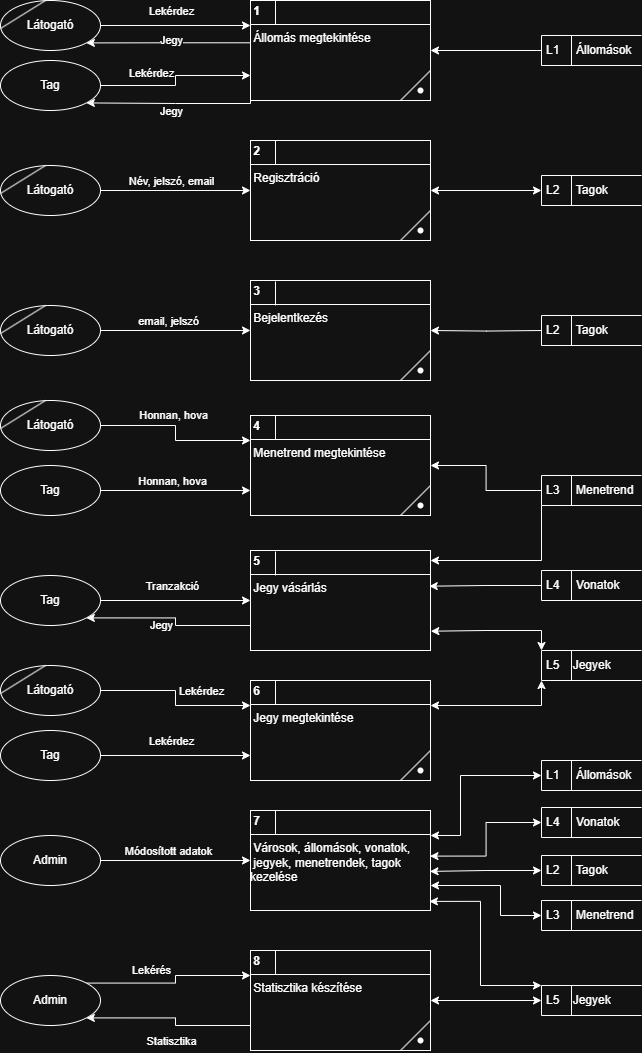 Látogató
Lekérdez
Jegy
1
Állomás megtekintése
L1 Állomások
Tag
Lekérdez
Jegy
Látogató
Név, jelszó, email
2
Regisztráció
L2 Tagok
Látogató
email, jelszó
3
Bejelentkezés
L2 Tagok
Látogató
Honnan, hova
4
Menetrend megtekintése
Tag
Honnan, hova
L3 Menetrend
Tag
Tranzakció
Jegy
5
Jegy vásárlás
L4 Vonatok
L5 Jegyek
Látogató
Lekérdez
6
Jegy megtekintése
Tag
Lekérdez
L1 Állomások
Admin
Módosított adatok
7
Városok, állomások, vonatok,
jegyek, menetrendek, tagok
kezelése
L4 Vonatok
L2 Tagok
L3 Menetrend
Admin
Lekérés
Statisztika
8
Statisztika készítése
L5 Jegyek